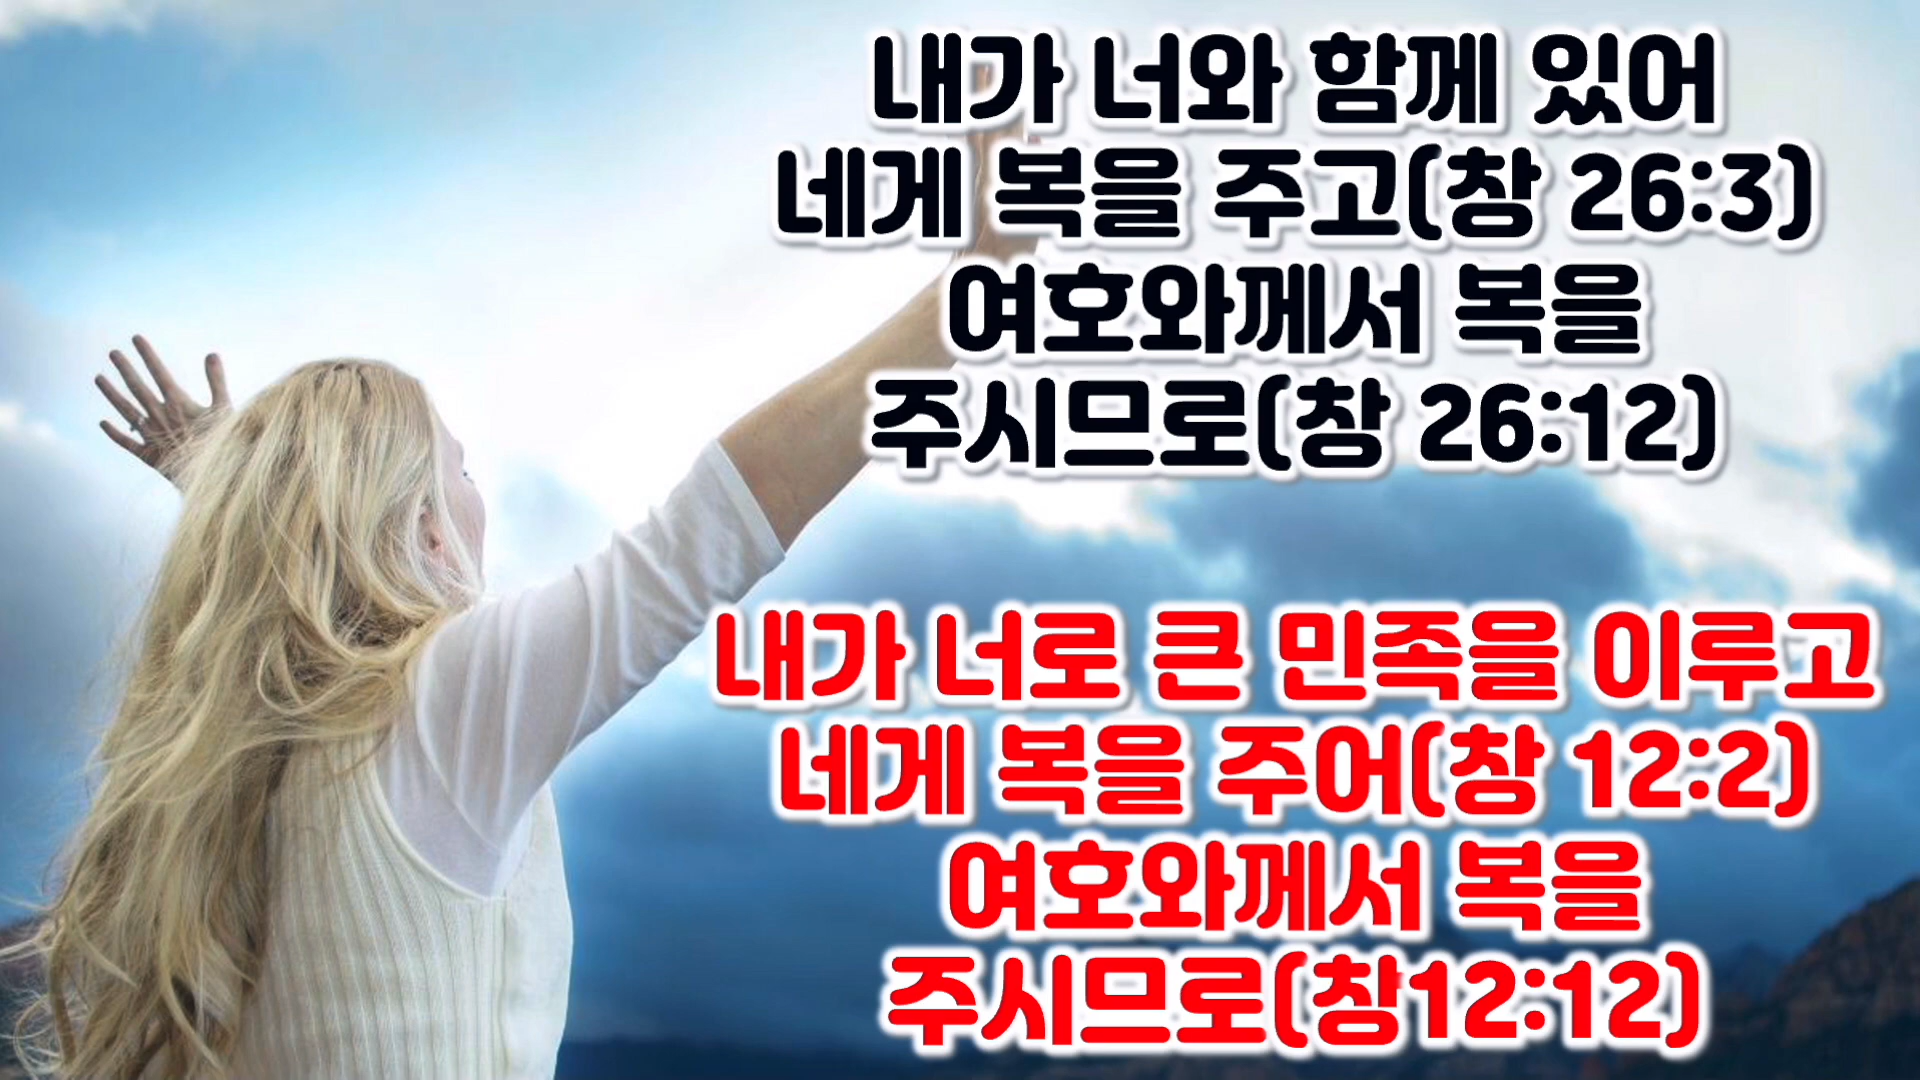 내가 너와 함께 있어
네게 복을 주고(창 26:3)
여호와께서 복을
주시므로(창 26:12)
내가 너로 큰 민족을 이루고
네게 복을 주어(창 12:2)
여호와께서 복을
주시므로(창12:12)